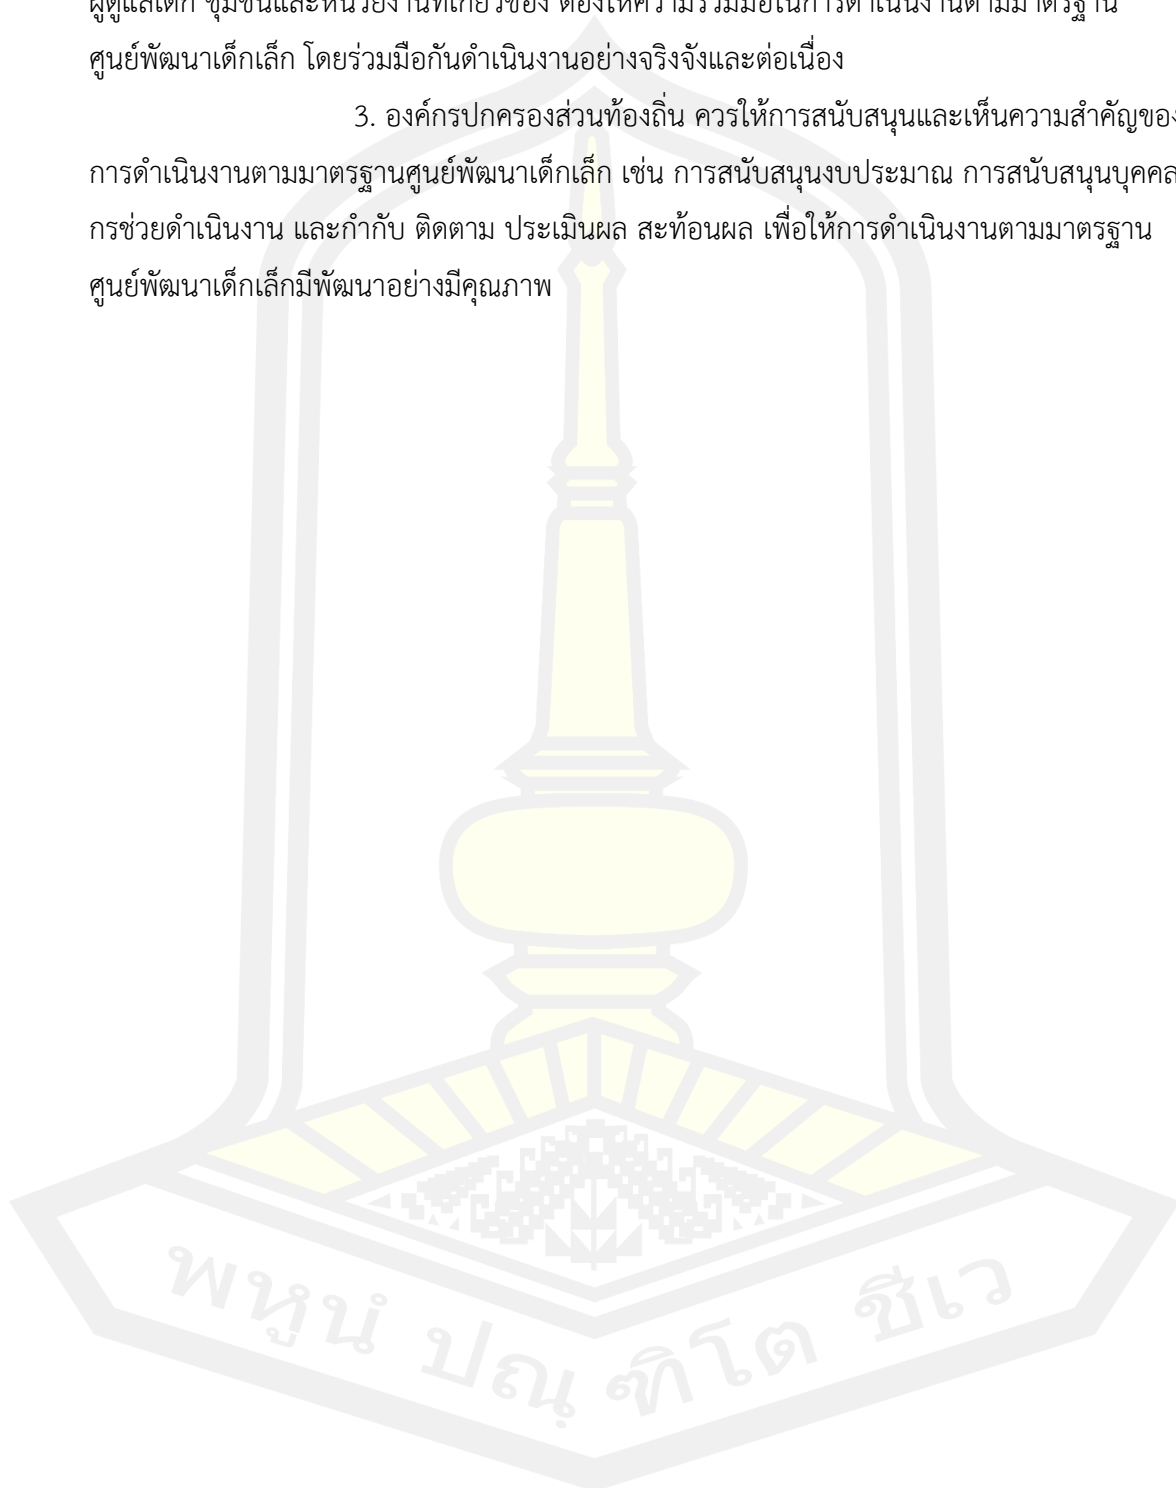 ผู้ดูแลเด็ก ชุมชนและหน่วยงานที่เกี่ยวข้อง ต้องให้ความร่วมมือในการดำเนินงานตามมาตรฐาน
ศูนย์พัฒนาเด็กเล็ก โดยร่วมมือกันดำเนินงานอย่างจริงจังและต่อเนื่อง
3. องค์กรปกครองส่วนท้องถิ่น ควรให้การสนับสนุนและเห็นความสำคัญของ
การดำเนินงานตามมาตรฐานศูนย์พัฒนาเด็กเล็ก เช่น การสนับสนุนงบประมาณ การสนับสนุนบุคคล
กรช่วยดำเนินงาน และกำกับ ติดตาม ประเมินผล สะท้อนผล เพื่อให้การดำเนินงานตามมาตรฐาน
ศูนย์พัฒนาเด็กเล็กมีพัฒนาอย่างมีคุณภาพ
พหูนํ ปณฺฑิโต ชีเว